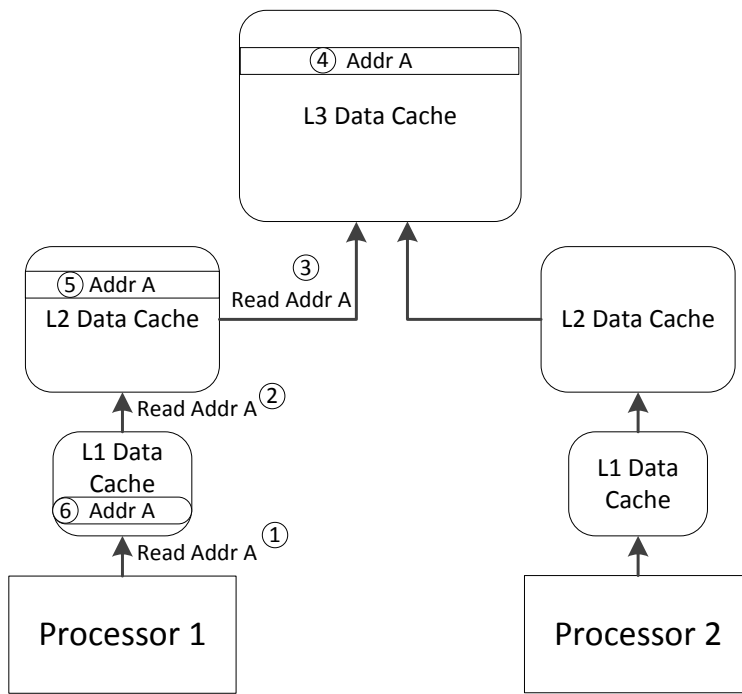 ④ Addr A
L3 Data Cache
③
Read Addr A
⑤ Addr A
L2 Data Cache
L2 Data Cache
Read Addr A ②
L1 Data
Cache
⑥ Addr A
L1 Data
Cache
Read Addr A ①
Processor 1
Processor 2